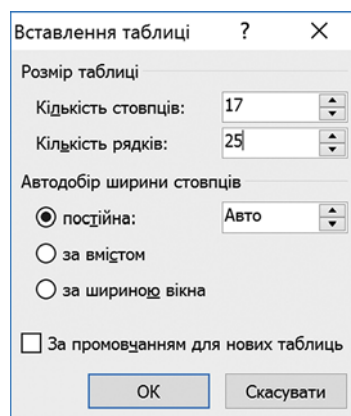 Вставлення таблиці ? ×
Розмір таблиці
Кількість стовпців: 17
Кількість рядків: 25
Автодобір ширини стовпців
постійна: Авто
за вмістом
за шириною вікна
За промовчанням для нових таблиць
ОК Скасувати